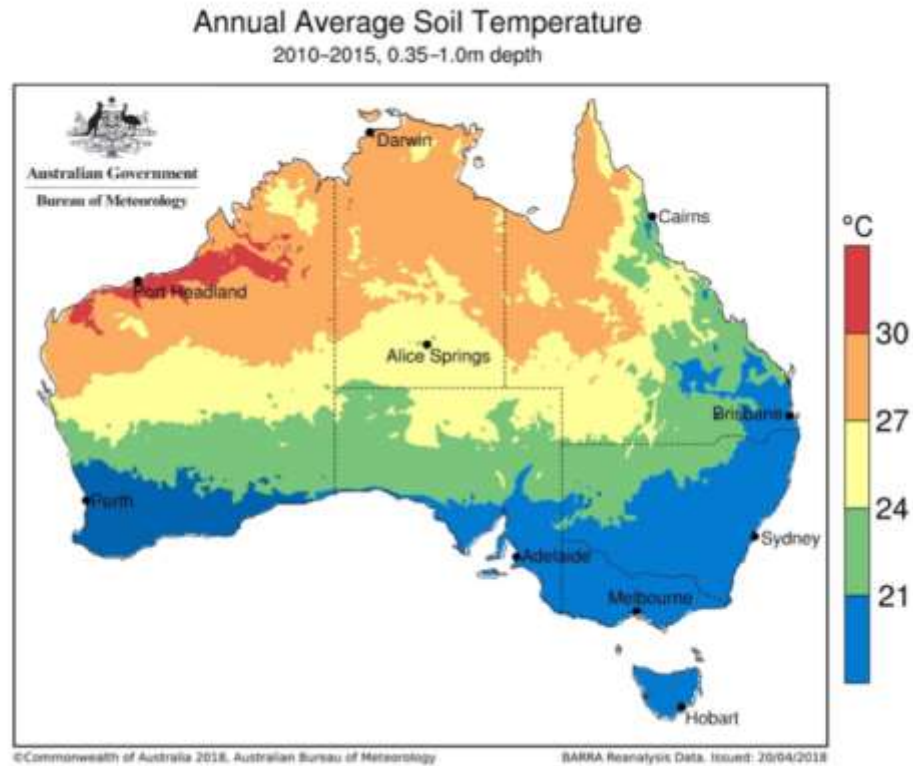 Annual Average Soil Temperature
2010-2015, 0.35-1.0m depth
Australian Government
Bureau of Meteorology
Darwin
Cairns
°C
Port Headland
30
Alice Springs
27
Brisbane
24
Perth
Sydney
Adelaide
21
Melbourne
Hobart
©Commonwealth of Australia 2018, Australian Bureau of Meteorology
BARRA Reanalysis Data, Issued: 20/04/2018